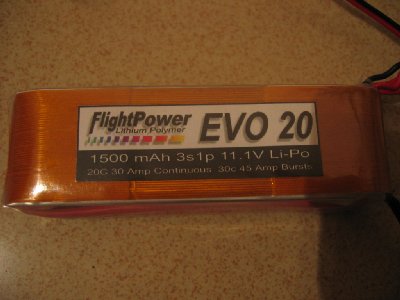 FlightPower
Lithium Polymer
EVO 20
1500 mAh 3s1p 11.1V Li-Po
20C 30 Amp Continuous 30c 45 Amp Bursts